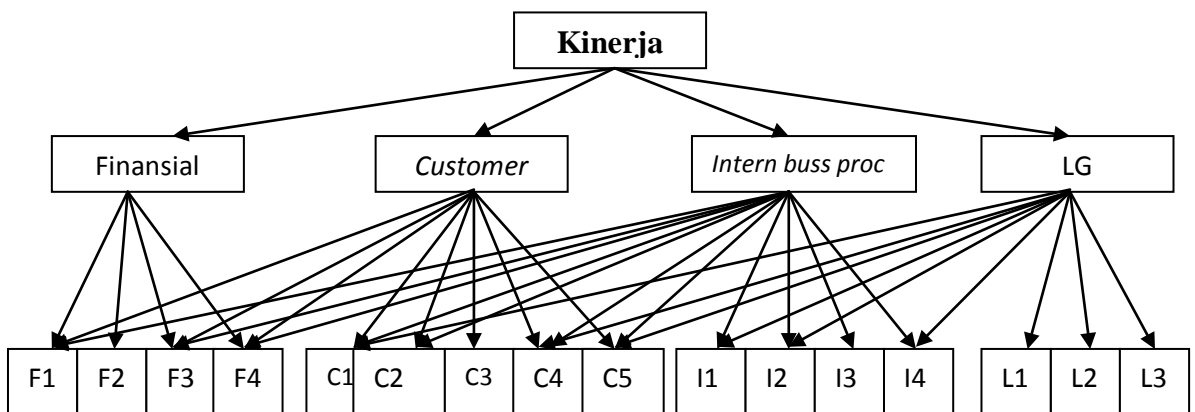 Kinerja
Finansial Customer Intern buss proc LG
F1 F2 F3 F4 C1 C2 C3 C4 C5 I1 I2 I3 I4 L1 L2 L3